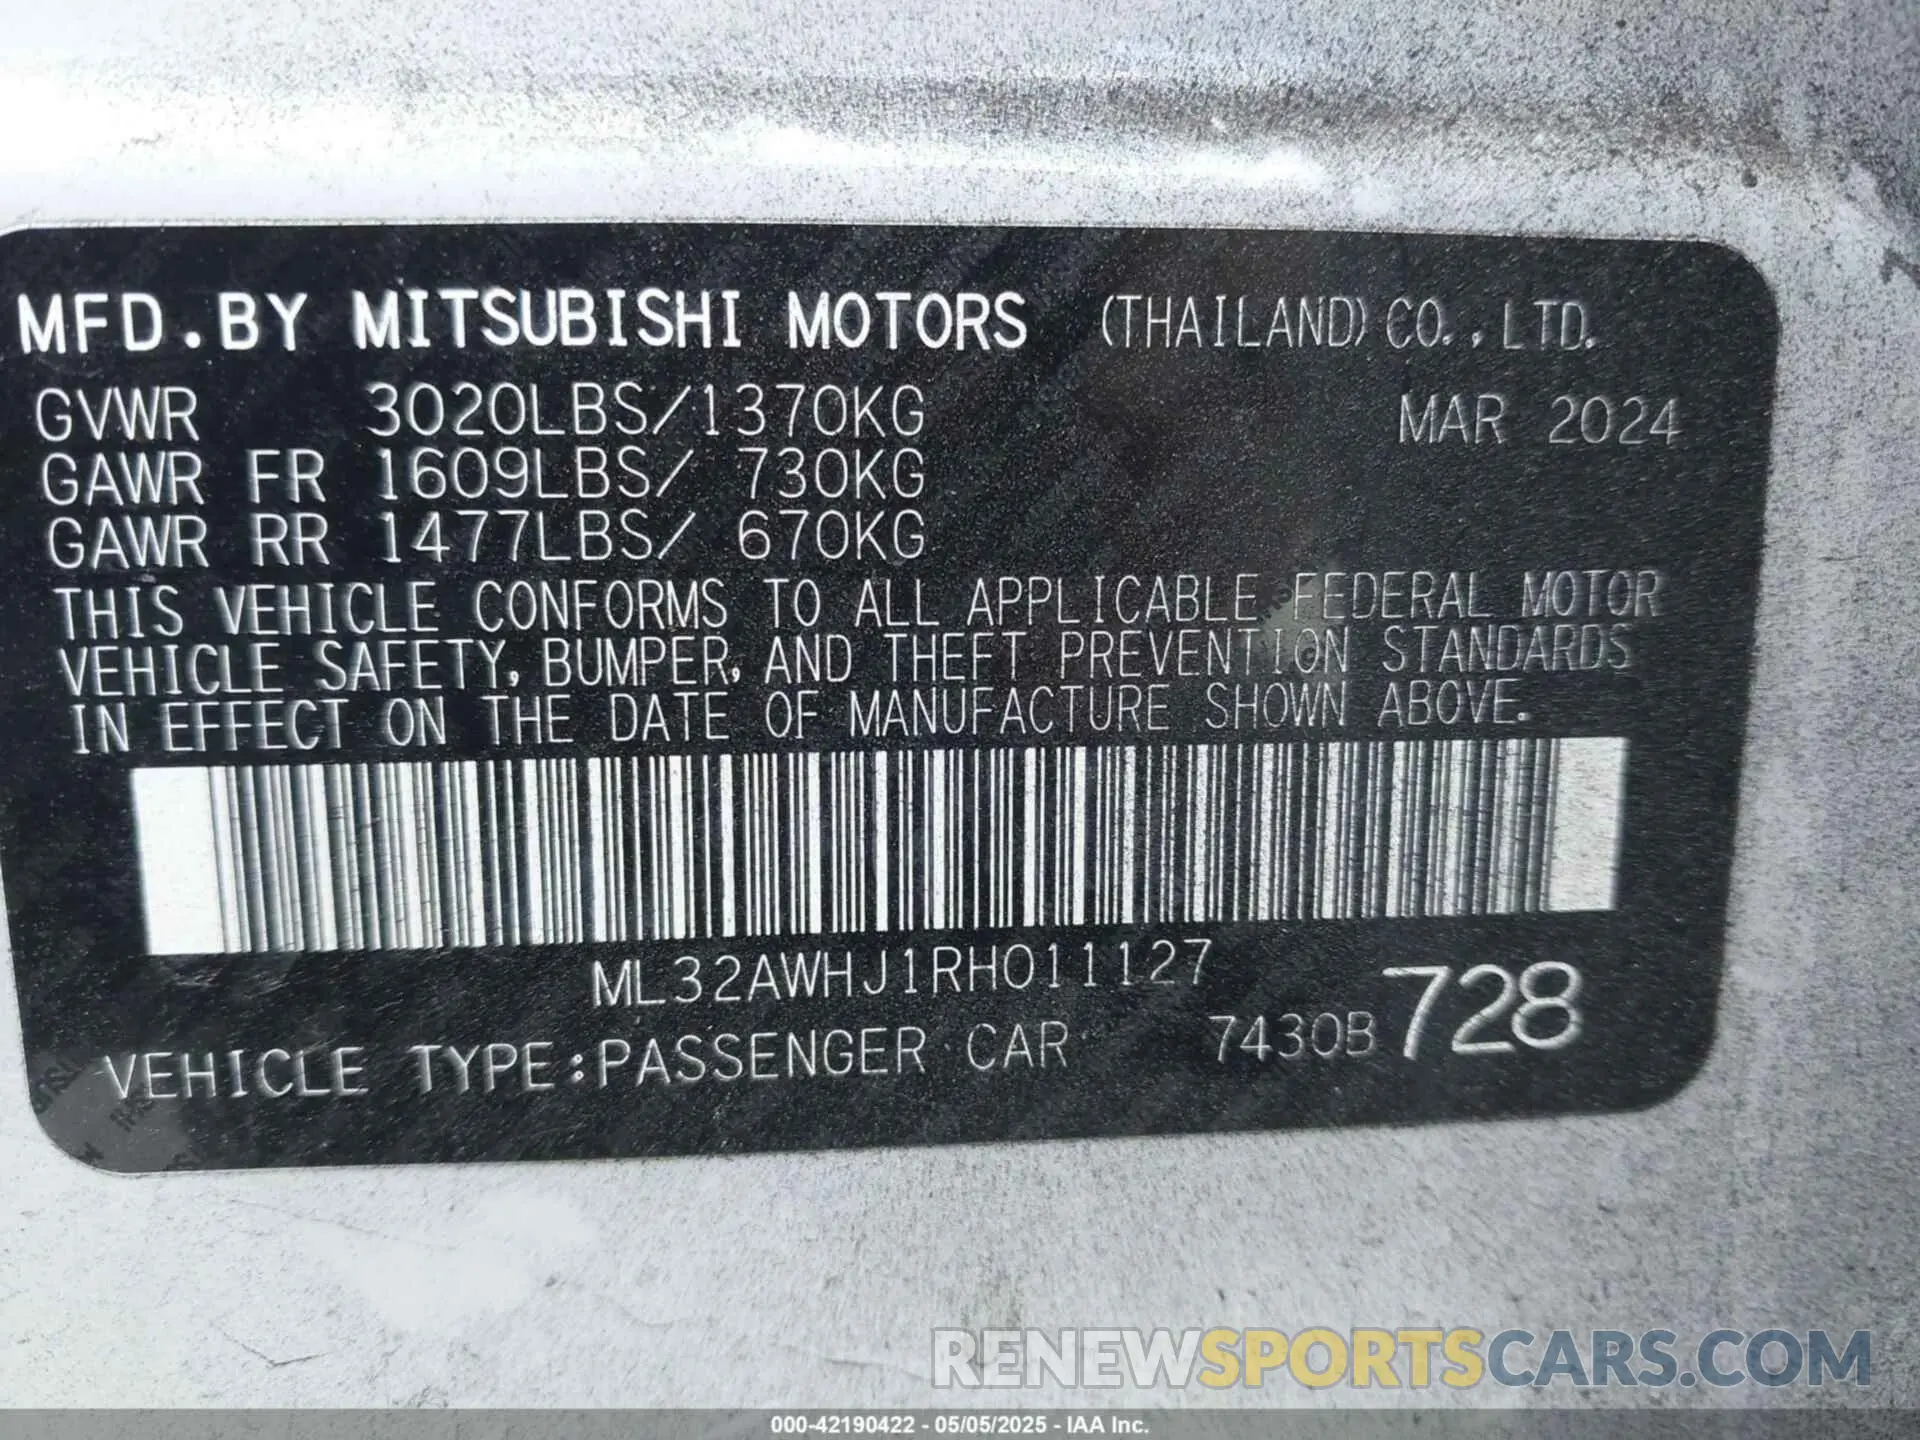 MFD.BY MITSUBISHI MOTORS (THAILAND)CO.,LTD.
GVWR 3020LBS/1370KG MAR 2024
GAWR FR 1609LBS/ 730KG
GAWR RR 1477LBS/ 670KG
THIS VEHICLE CONFORMS TO ALL APPLICABLE FEDERAL MOTOR
VEHICLE SAFETY, BUMPER, AND THEFT PREVENTION STANDARDS
IN EFFECT ON THE DATE OF MANUFACTURE SHOWN ABOVE.
ML32AWHJ1RH011127
VEHICLE TYPE:PASSENGER CAR 7430B728
RENEWSPORTSCARS.COM
000-42190422 - 05/05/2025 - IAA Inc.